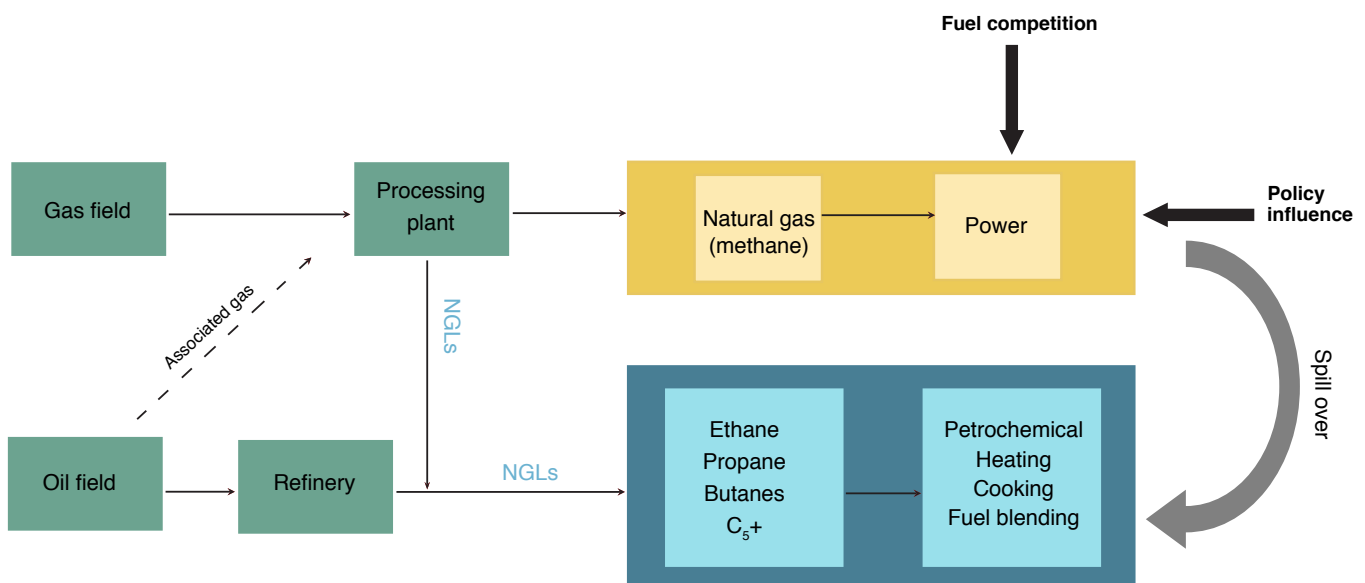 Fuel competition
Gas field
Processing
plant
Natural gas
(methane)
Power
Policy
influence
Associated gas
NGLs
Spill over
Oil field
Refinery
NGLs
Ethane
Propane
Butanes
C₅+
Petrochemical
Heating
Cooking
Fuel blending